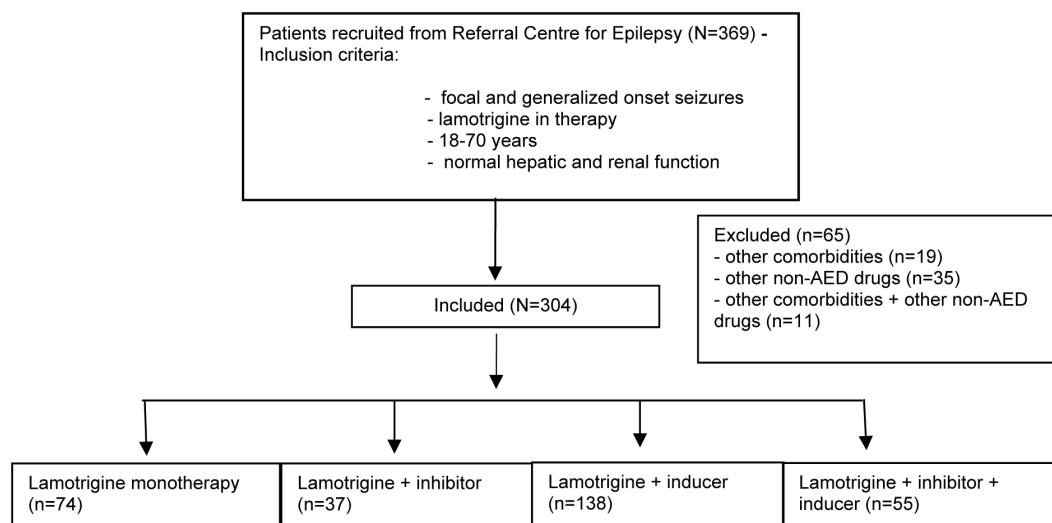 Patients recruited from Referral Centre for Epilepsy (N=369) -
Inclusion criteria:
- focal and generalized onset seizures
- lamotrigine in therapy
- 18-70 years
- normal hepatic and renal function
Excluded (n=65)
- other comorbidities (n=19)
- other non-AED drugs (n=35)
- other comorbidities + other non-AED
drugs (n=11)
Included (N=304)
Lamotrigine monotherapy
(n=74)
Lamotrigine + inhibitor
(n=37)
Lamotrigine + inducer
(n=138)
Lamotrigine + inhibitor +
inducer (n=55)